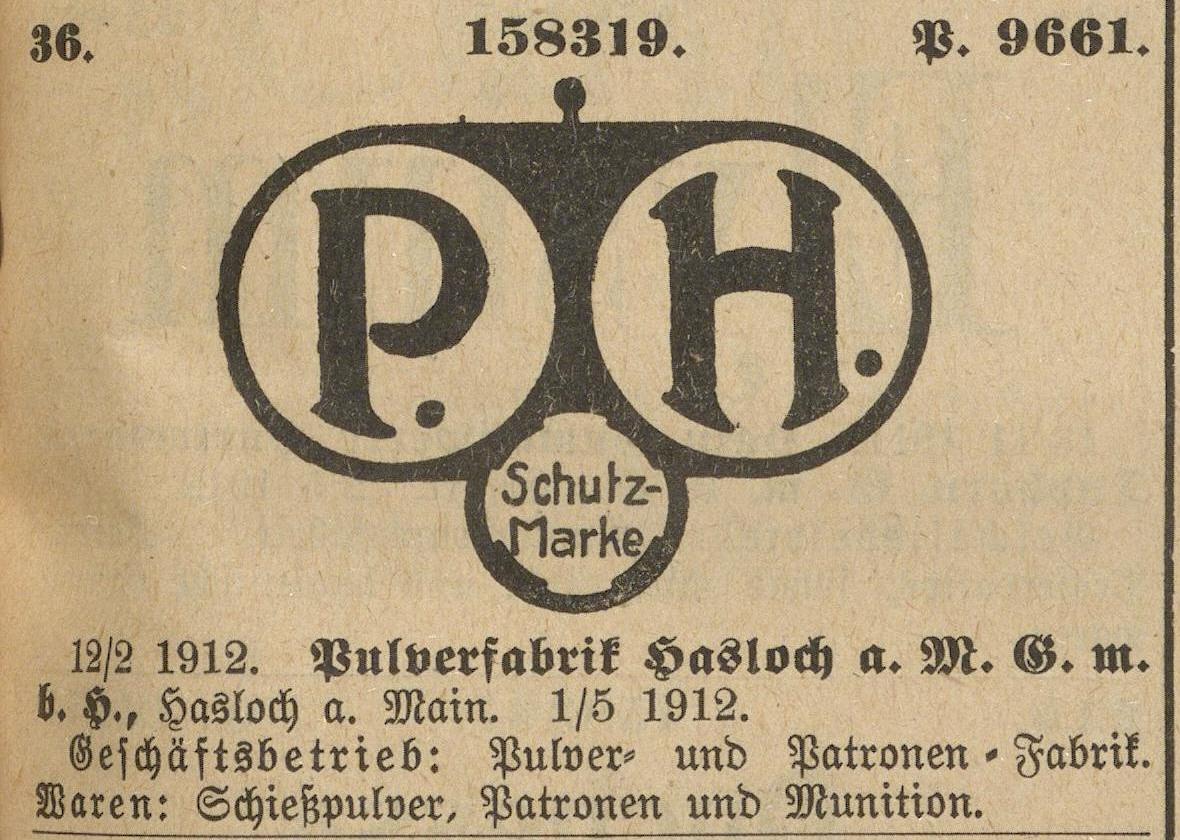 36. 158319. P. 9661.
P. H.
Schutz-
Marke
12/2 1912. Pulverfabrik Hasloch a. M. G. m.
b. H., Hasloch a. Main. 1/5 1912.
Geschäftsbetrieb: Pulver- und Patronen-Fabrik.
Waren: Schießpulver, Patronen und Munition.